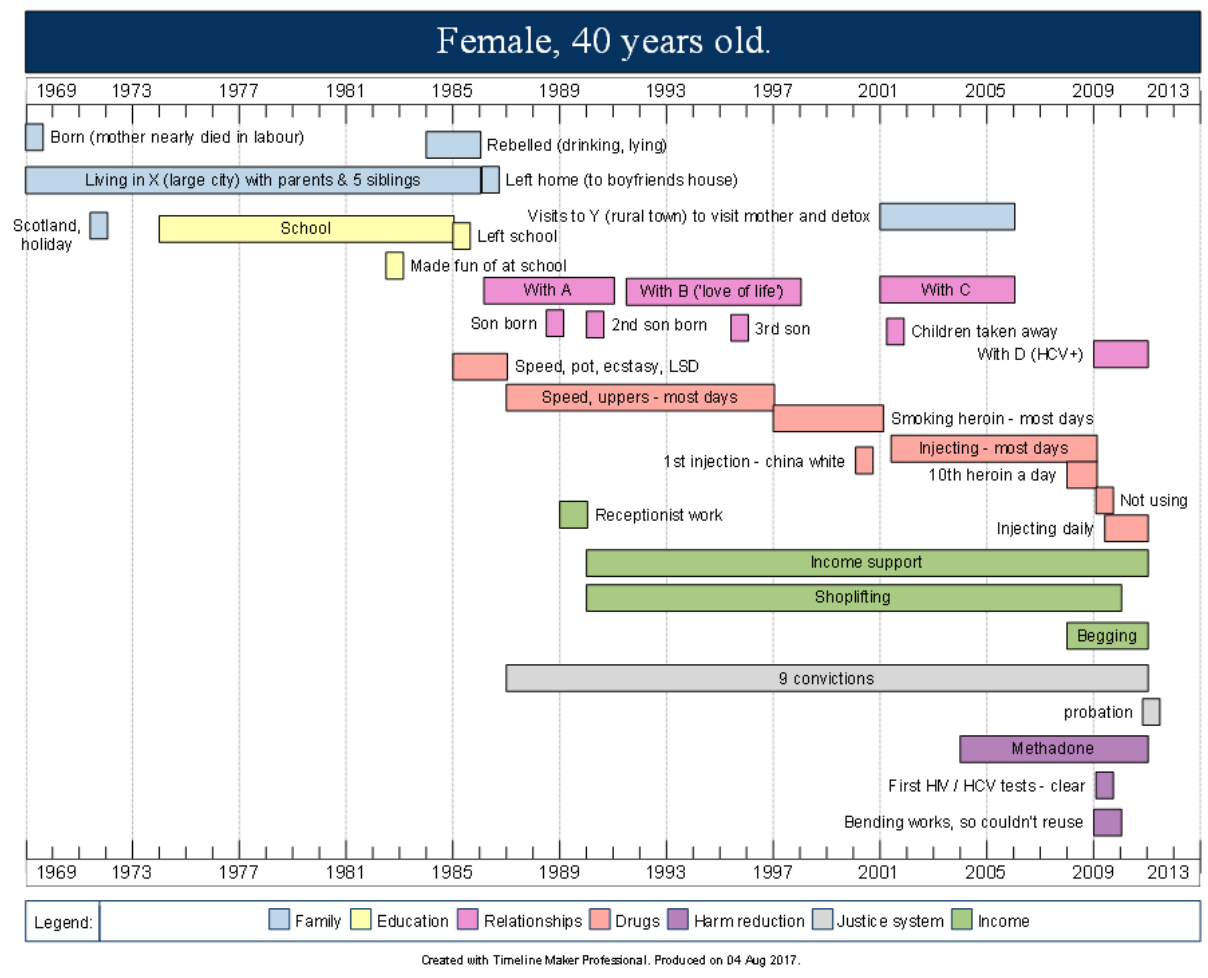 Female, 40 years old.
1969 1973 1977 1981 1985 1989 1993 1997 2001 2005 2009 2013
Born (mother nearly died in labour)
Rebelled (drinking, lying)
Living in X (large city) with parents & 5 siblings
Left home (to boyfriends house)
Visits to Y (rural town) to visit mother and detox
Scotland,
holiday
School
Left school
Made fun of at school
With A
With B ('love of life')
With C
Son born
2nd son born
3rd son
Children taken away
With D (HCV+)
Speed, pot, ecstasy, LSD
Speed, uppers - most days
Smoking heroin - most days
Injecting - most days
1st injection - china white
10th heroin a day
Not using
Receptionist work
Injecting daily
Income support
Shoplifting
Begging
9 convictions
probation
Methadone
First HIV / HCV tests - clear
Bending works, so couldn't reuse
1969 1973 1977 1981 1985 1989 1993 1997 2001 2005 2009 2013
Legend: Family Education Relationships Drugs Harm reduction Justice system Income
Created with Timeline Maker Professional. Produced on 04 Aug 2017.